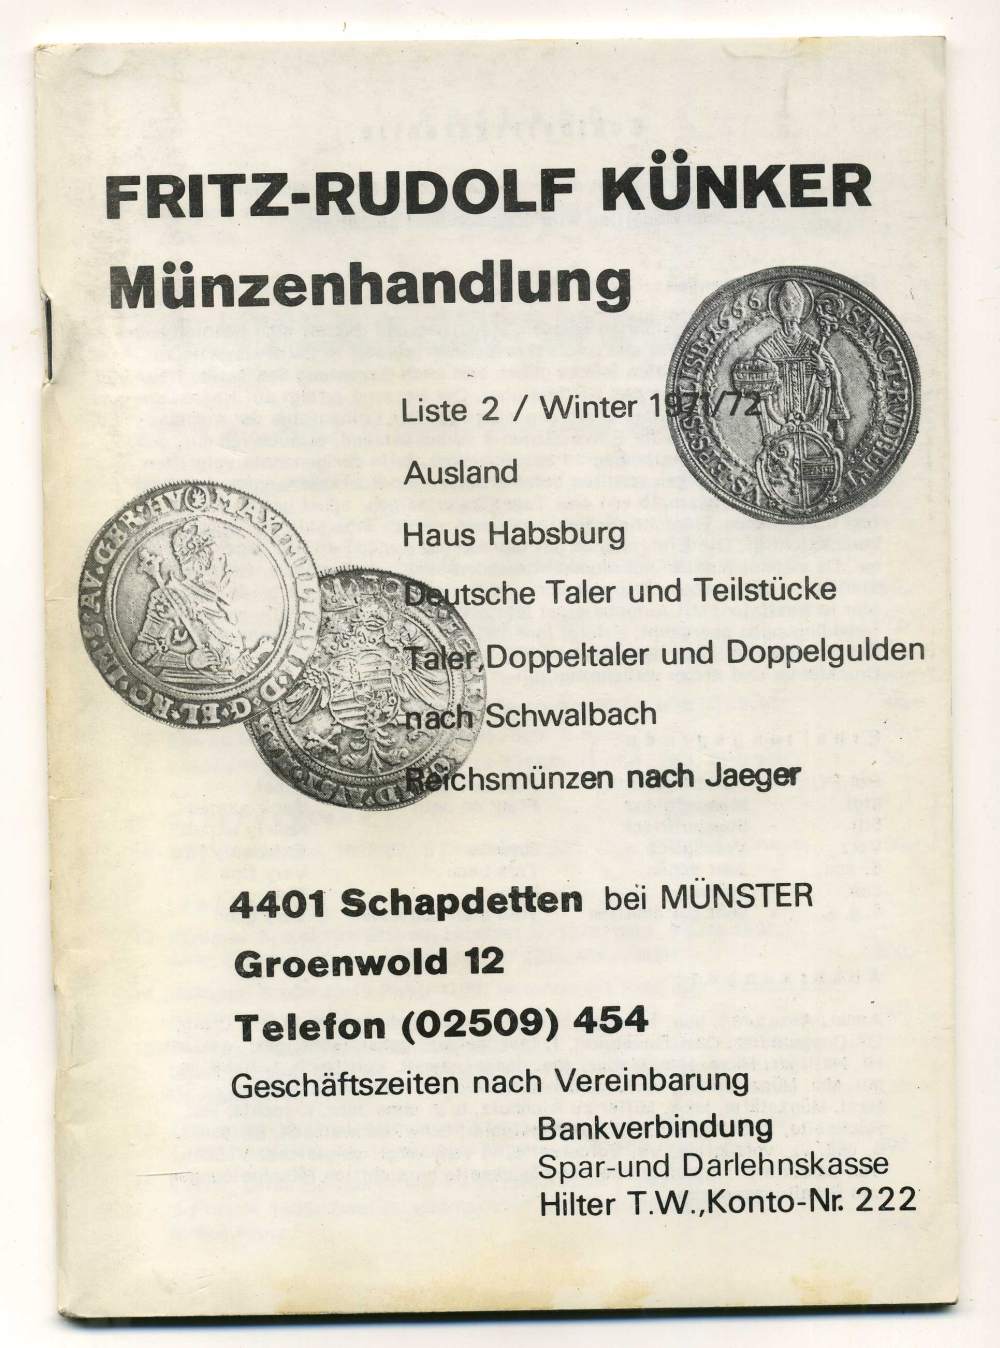 FRITZ-RUDOLF KÜNKER
Münzenhandlung
Liste 2 / Winter 1971/72
Ausland
Haus Habsburg
Deutsche Taler und Teilstücke
Taler,Doppeltaler und Doppelgulden
nach Schwalbach
Reichsmünzen nach Jaeger
4401 Schapdetten bei MÜNSTER
Groenwold 12
Telefon (02509) 454
Geschäftszeiten nach Vereinbarung
Bankverbindung
Spar-und Darlehnskasse
Hilter T.W.,Konto-Nr. 222